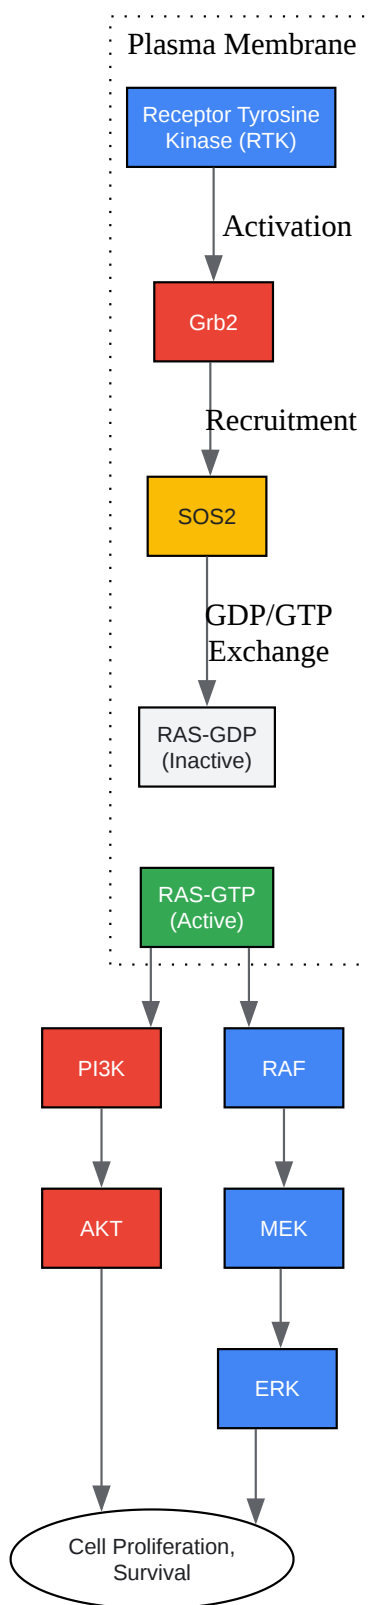 Plasma Membrane
Receptor Tyrosine
Kinase (RTK)
Activation
Grb2
Recruitment
SOS2
GDP/GTP
Exchange
RAS-GDP
(Inactive)
RAS-GTP
(Active)
PI3K
RAF
AKT
MEK
ERK
Cell Proliferation,
Survival